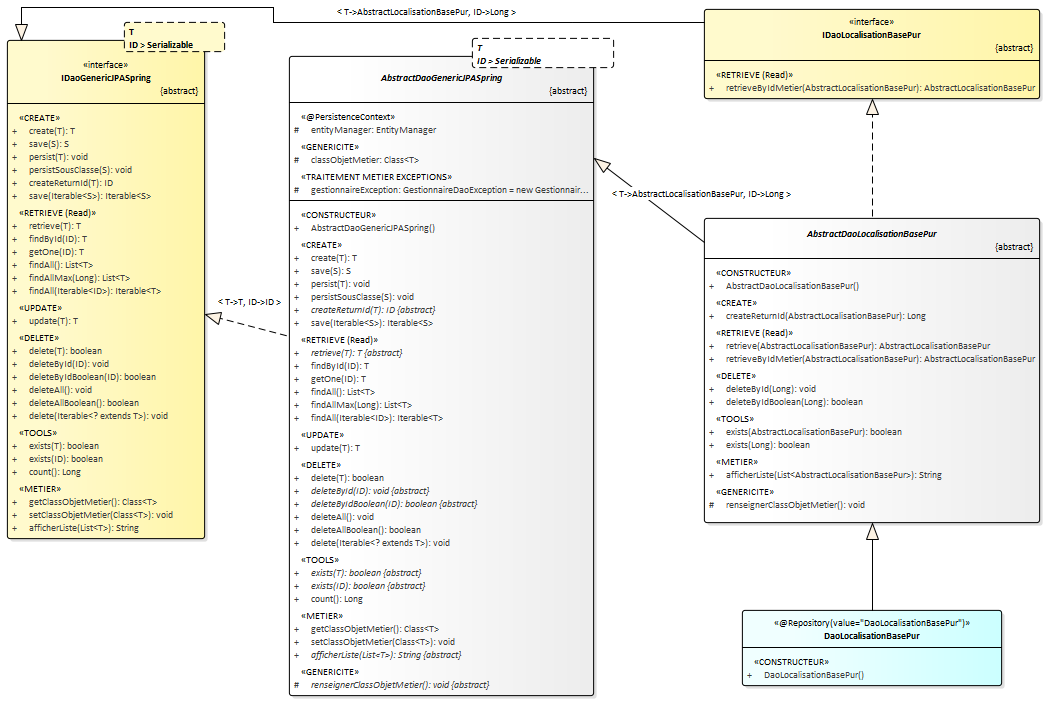 < T->AbstractLocalisationBasePur, ID->Long >
T
ID > Serializable
«interface»
IDaoGenericJPASpring
{abstract}
«CREATE»
+ create(T): T
+ save(S): S
+ persist(T): void
+ persistSousClasse(S): void
+ createReturnId(T): ID
+ save(Iterable<S>): Iterable<S>
«RETRIEVE (Read)»
+ retrieve(T): T
+ findById(ID): T
+ getOne(ID): T
+ findAll(): List<T>
+ findAllMax(Long): List<T>
+ findAll(Iterable<ID>): Iterable<T>
«UPDATE»
+ update(T): T
«DELETE»
+ delete(T): boolean
+ deleteById(ID): void
+ deleteByIdBoolean(ID): boolean
+ deleteAll(): void
+ deleteAllBoolean(): boolean
+ delete(Iterable<? extends T>): void
«TOOLS»
+ exists(T): boolean
+ exists(ID): boolean
+ count(): Long
«METIER»
+ getClassObjetMetier(): Class<T>
+ setClassObjetMetier(Class<T>): void
+ afficherListe(List<T>): String
< T->T, ID->ID >
T
ID > Serializable
AbstractDaoGenericJPASpring
{abstract}
«@PersistenceContext»
# entityManager: EntityManager
«GENERICITE»
# classObjetMetier: Class<T>
«TRAITEMENT METIER EXCEPTIONS»
# gestionnaireException: GestionnaireDaoException = new Gestionnair...
«CONSTRUCTEUR»
+ AbstractDaoGenericJPASpring()
«CREATE»
+ create(T): T
+ save(S): S
+ persist(T): void
+ persistSousClasse(S): void
+ createReturnId(T): ID {abstract}
+ save(Iterable<S>): Iterable<S>
«RETRIEVE (Read)»
+ retrieve(T): T {abstract}
+ findById(ID): T
+ getOne(ID): T
+ findAll(): List<T>
+ findAllMax(Long): List<T>
+ findAll(Iterable<ID>): Iterable<T>
«UPDATE»
+ update(T): T
«DELETE»
+ delete(T): boolean
+ deleteById(ID): void {abstract}
+ deleteByIdBoolean(ID): boolean {abstract}
+ deleteAll(): void
+ deleteAllBoolean(): boolean
+ delete(Iterable<? extends T>): void
«TOOLS»
+ exists(T): boolean {abstract}
+ exists(ID): boolean {abstract}
+ count(): Long
«METIER»
+ getClassObjetMetier(): Class<T>
+ setClassObjetMetier(Class<T>): void
+ afficherListe(List<T>): String {abstract}
«GENERICITE»
# renseignerClassObjetMetier(): void {abstract}
< T->AbstractLocalisationBasePur, ID->Long >
«interface»
IDaoLocalisationBasePur
{abstract}
«RETRIEVE (Read)»
+ retrieveByIdMetier(AbstractLocalisationBasePur): AbstractLocalisationBasePur
AbstractDaoLocalisationBasePur
{abstract}
«CONSTRUCTEUR»
+ AbstractDaoLocalisationBasePur()
«CREATE»
+ createReturnId(AbstractLocalisationBasePur): Long
«RETRIEVE (Read)»
+ retrieve(AbstractLocalisationBasePur): AbstractLocalisationBasePur
+ retrieveByIdMetier(AbstractLocalisationBasePur): AbstractLocalisationBasePur
«DELETE»
+ deleteById(Long): void
+ deleteByIdBoolean(Long): boolean
«TOOLS»
+ exists(AbstractLocalisationBasePur): boolean
+ exists(Long): boolean
«METIER»
+ afficherListe(List<AbstractLocalisationBasePur>): String
«GENERICITE»
# renseignerClassObjetMetier(): void
«@Repository(value="DaoLocalisationBasePur")»
DaoLocalisationBasePur
«CONSTRUCTEUR»
+ DaoLocalisationBasePur()